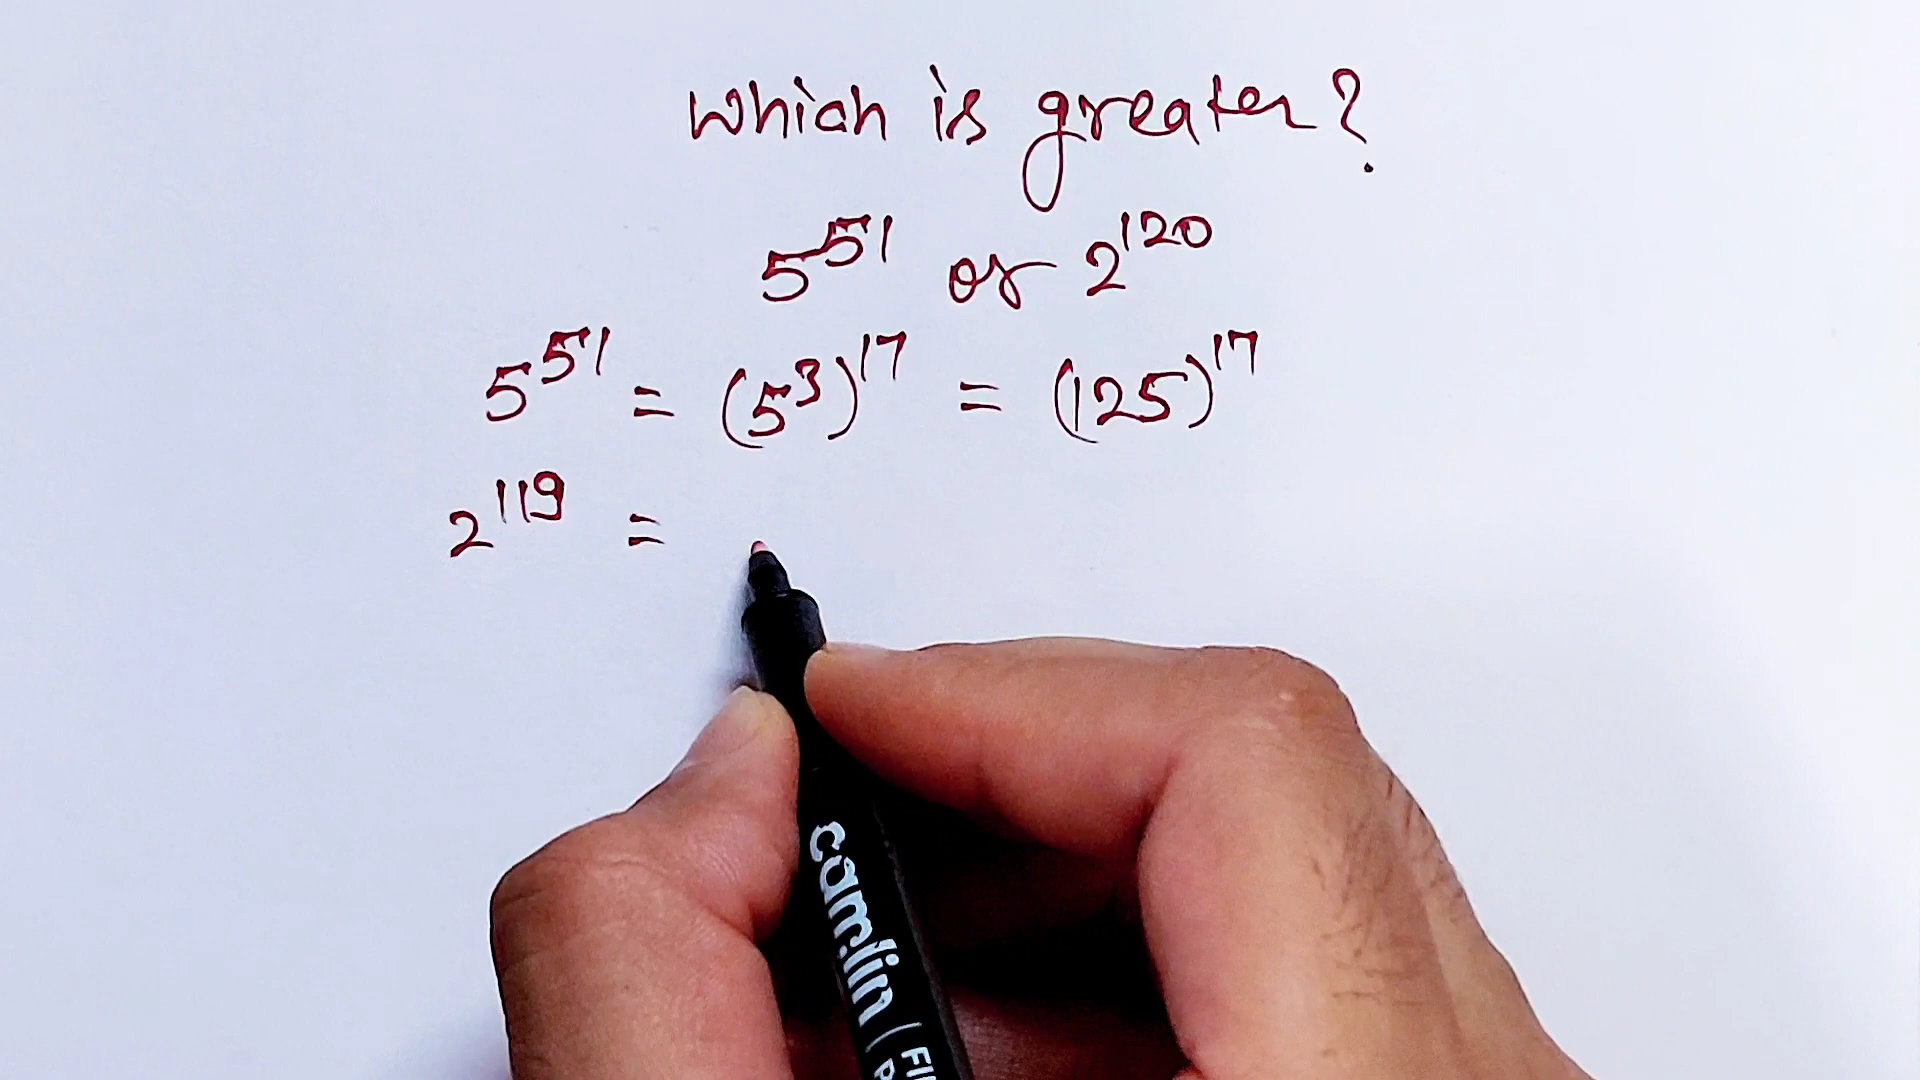 Which is greater?
5^51 or 2^120
5^51 = (5^3)^17 = (125)^17
2^119 =
camlin